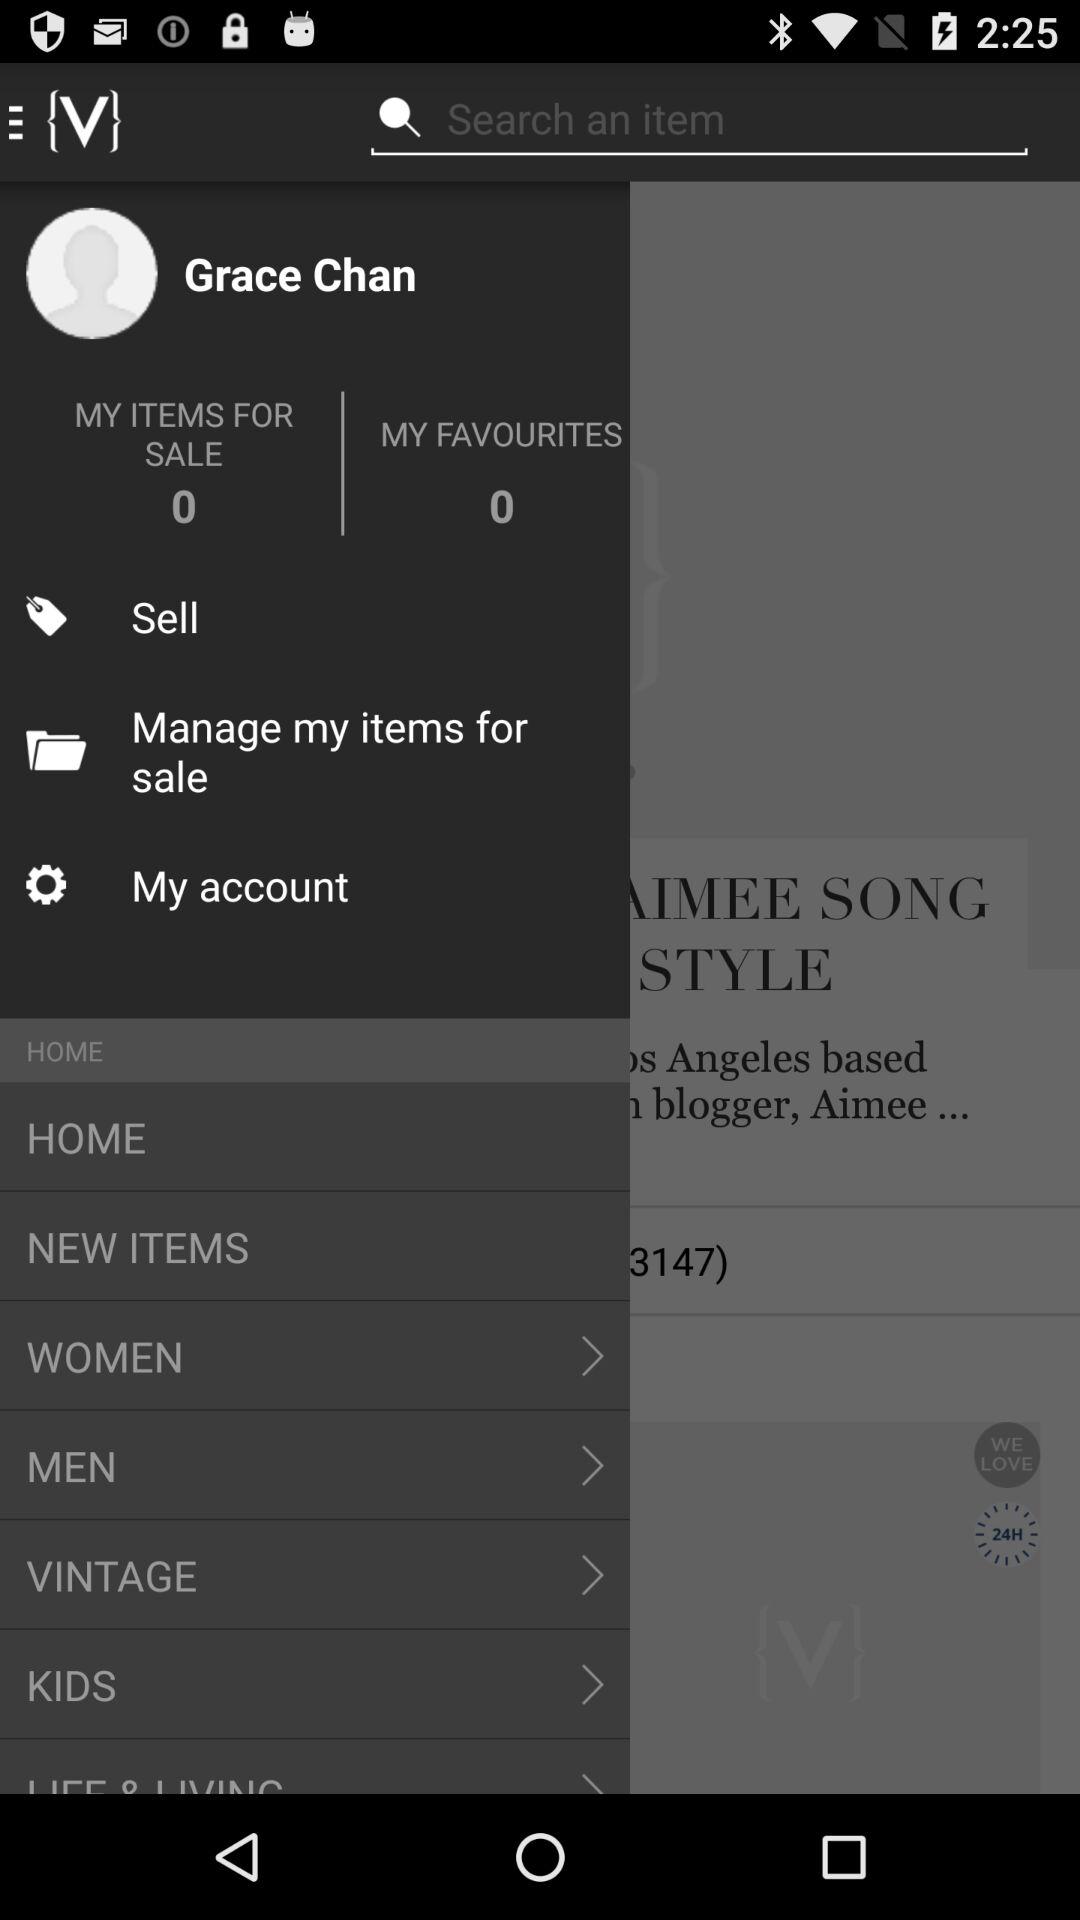 2:25
{V}
Search an item
Grace Chan
MY ITEMS FOR
SALE
0
MY FAVOURITES
0
Sell
Manage my items for
sale
My account
HOME
HOME
NEW ITEMS
WOMEN
MEN
VINTAGE
KIDS
LIFE & LIVING
AIMEE SONG
STYLE
os Angeles based
n blogger, Aimee ...
3147)
WE
LOVE
24H
{V}